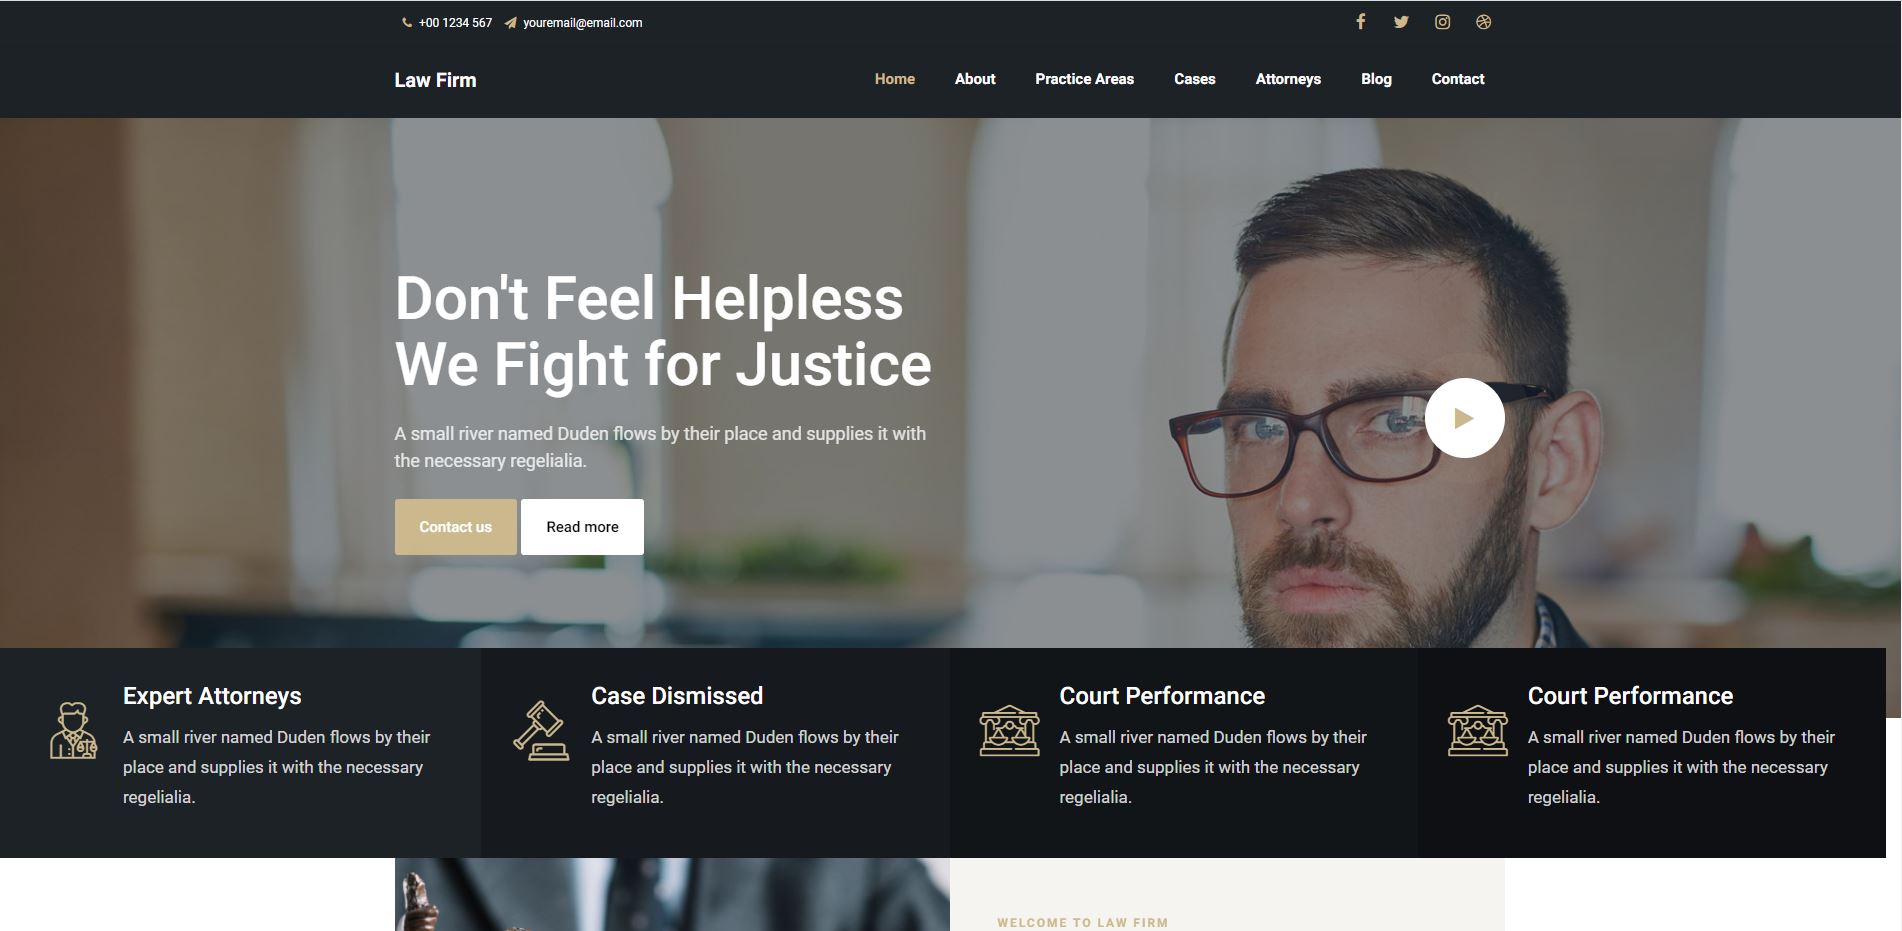 +00 1234 567 youremail@email.com
Law Firm
Home About Practice Areas Cases Attorneys Blog Contact
Don't Feel Helpless
We Fight for Justice
A small river named Duden flows by their place and supplies it with
the necessary regelialia.
Contact us Read more
Expert Attorneys
A small river named Duden flows by their
place and supplies it with the necessary
regelialia.
Case Dismissed
A small river named Duden flows by their
place and supplies it with the necessary
regelialia.
Court Performance
A small river named Duden flows by their
place and supplies it with the necessary
regelialia.
Court Performance
A small river named Duden flows by their
place and supplies it with the necessary
regelialia.
WELCOME TO LAW FIRM